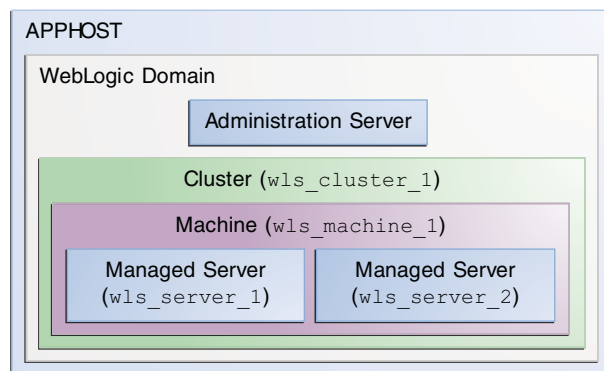 APPHOST
WebLogic Domain
Administration Server
Cluster (wls_cluster_1)
Machine (wls_machine_1)
Managed Server
(wls_server_1)
Managed Server
(wls_server_2)